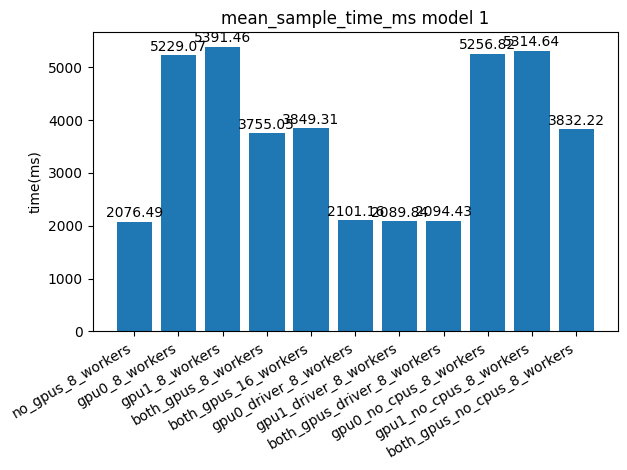 mean_sample_time_ms model 1
time(ms)
5000
4000
3000
2000
1000
0
2076.49
5229.07
5391.46
3755.05
3849.31
2101.16
2089.84
2094.43
5256.82
5314.64
3832.22
no_gpus_8_workers
gpu0_8_workers
gpu1_8_workers
both_gpus_8_workers
both_gpus_16_workers
gpu0_driver_8_workers
gpu1_driver_8_workers
both_gpus_driver_8_workers
gpu0_no_cpus_8_workers
gpu1_no_cpus_8_workers
both_gpus_no_cpus_8_workers